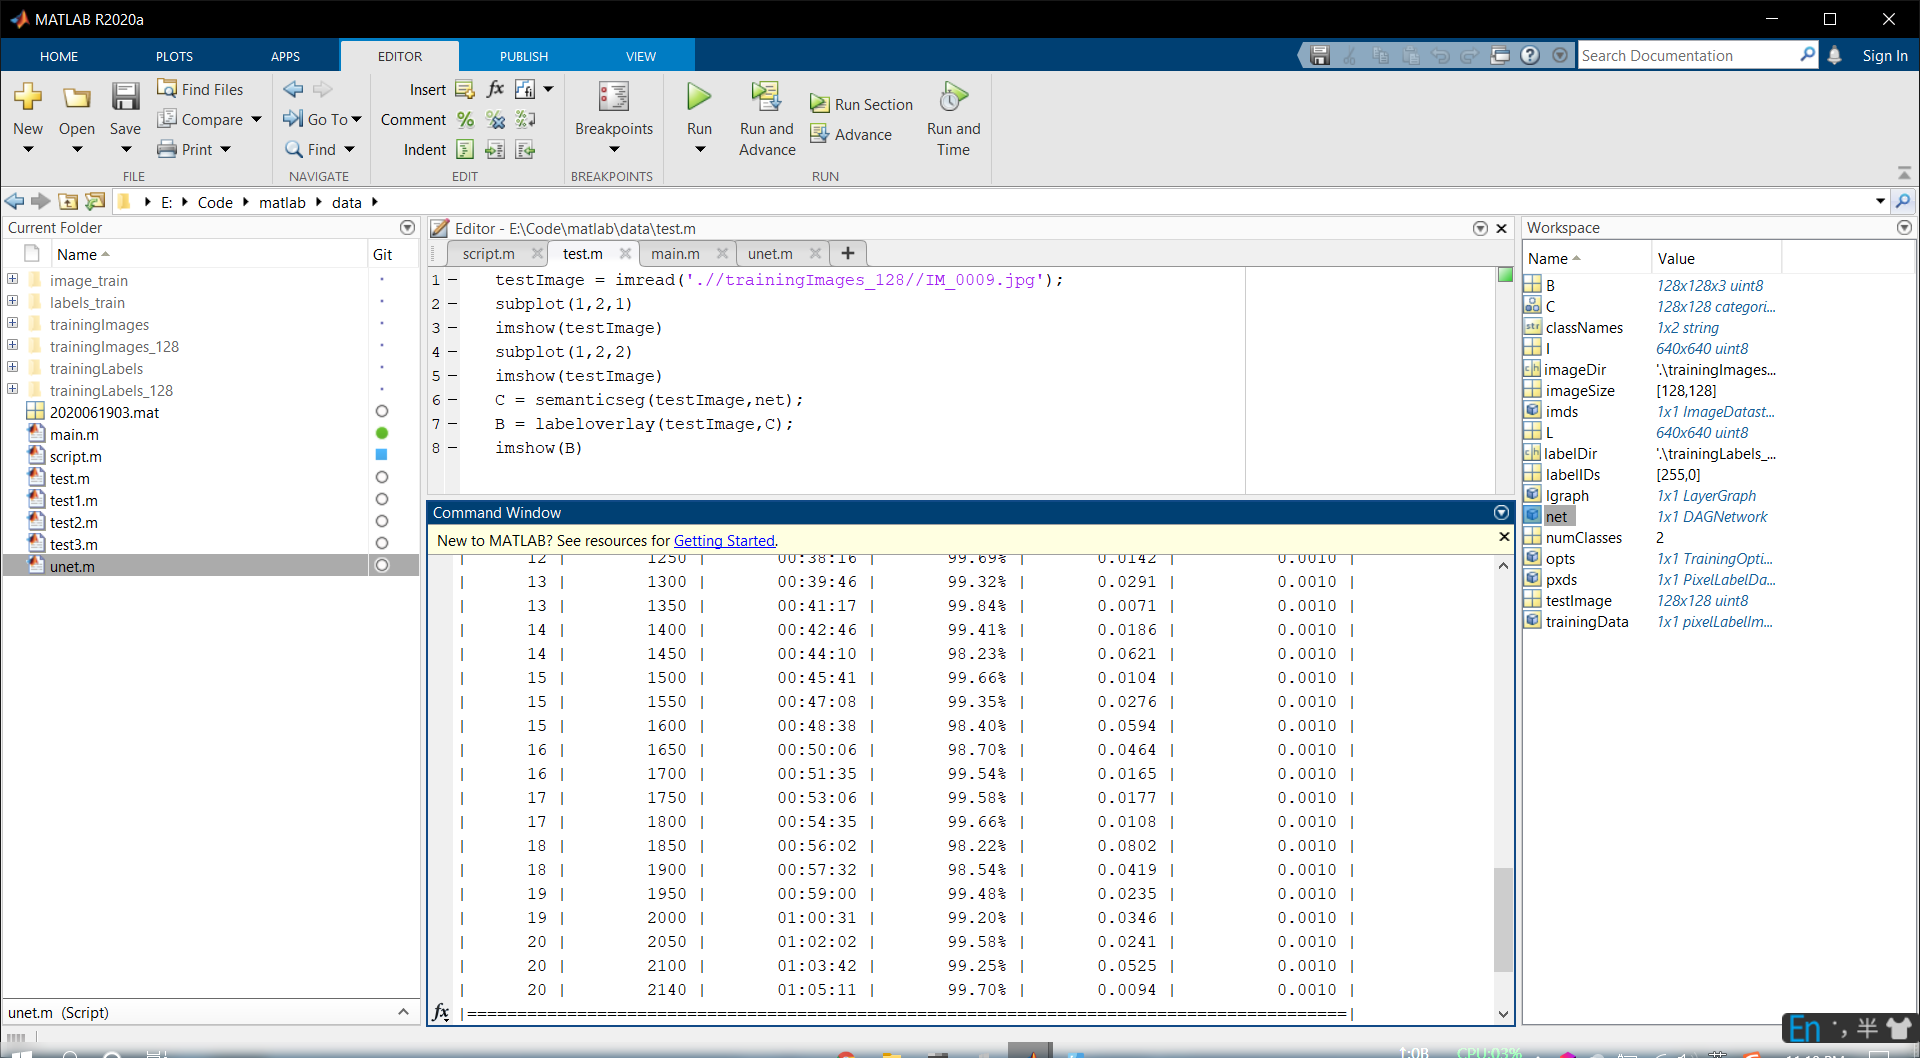 MATLAB R2020a
HOME PLOTS APPS EDITOR PUBLISH VIEW
Search Documentation
Sign In
New Open Save
Find Files
Compare
Print
FILE
Go To
Find
NAVIGATE
Insert
Comment
Indent
EDIT
Breakpoints
BREAKPOINTS
Run
Run and Advance
Run Section
Advance
Run and Time
RUN
E: Code matlab data
Current Folder
Name Git
image_train
labels_train
trainingImages
trainingImages_128
trainingLabels
trainingLabels_128
2020061903.mat
main.m
script.m
test.m
test1.m
test2.m
test3.m
unet.m
unet.m (Script)
Editor - E:\Code\matlab\data\test.m
script.m test.m main.m unet.m
1 – testImage = imread('.//trainingImages_128//IM_0009.jpg');
2 – subplot(1,2,1)
3 – imshow(testImage)
4 – subplot(1,2,2)
5 – imshow(testImage)
6 – C = semanticseg(testImage,net);
7 – B = labeloverlay(testImage,C);
8 – imshow(B)
Command Window
New to MATLAB? See resources for Getting Started.
| 12 | 1250 | 00:38:16 | 99.69% | 0.0142 | 0.0010 |
| 13 | 1300 | 00:39:46 | 99.32% | 0.0291 | 0.0010 |
| 13 | 1350 | 00:41:17 | 99.84% | 0.0071 | 0.0010 |
| 14 | 1400 | 00:42:46 | 99.41% | 0.0186 | 0.0010 |
| 14 | 1450 | 00:44:10 | 98.23% | 0.0621 | 0.0010 |
| 15 | 1500 | 00:45:41 | 99.66% | 0.0104 | 0.0010 |
| 15 | 1550 | 00:47:08 | 99.35% | 0.0276 | 0.0010 |
| 15 | 1600 | 00:48:38 | 98.40% | 0.0594 | 0.0010 |
| 16 | 1650 | 00:50:06 | 98.70% | 0.0464 | 0.0010 |
| 16 | 1700 | 00:51:35 | 99.54% | 0.0165 | 0.0010 |
| 17 | 1750 | 00:53:06 | 99.58% | 0.0177 | 0.0010 |
| 17 | 1800 | 00:54:35 | 99.66% | 0.0108 | 0.0010 |
| 18 | 1850 | 00:56:02 | 98.22% | 0.0802 | 0.0010 |
| 18 | 1900 | 00:57:32 | 98.54% | 0.0419 | 0.0010 |
| 19 | 1950 | 00:59:00 | 99.48% | 0.0235 | 0.0010 |
| 19 | 2000 | 01:00:31 | 99.20% | 0.0346 | 0.0010 |
| 20 | 2050 | 01:02:02 | 99.58% | 0.0241 | 0.0010 |
| 20 | 2100 | 01:03:42 | 99.25% | 0.0525 | 0.0010 |
| 20 | 2140 | 01:05:11 | 99.70% | 0.0094 | 0.0010 |
fx |========================================================================================|
Workspace
Name Value
B 128x128x3 uint8
C 128x128 categori...
classNames 1x2 string
I 640x640 uint8
imageDir '.\trainingImages...
imageSize [128,128]
imds 1x1 ImageDatast...
L 640x640 uint8
labelDir '.\trainingLabels_...
labelIDs [255,0]
lgraph 1x1 LayerGraph
net 1x1 DAGNetwork
numClasses 2
opts 1x1 TrainingOpti...
pxds 1x1 PixelLabelDa...
testImage 128x128 uint8
trainingData 1x1 pixelLabelIm...
En 半